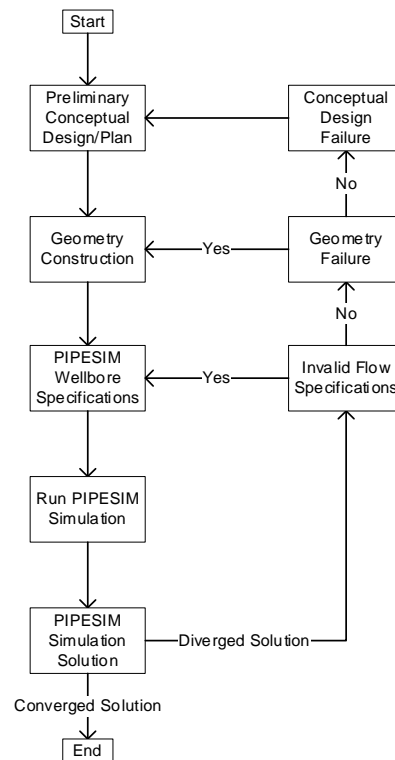 Start
Preliminary
Conceptual
Design/Plan
Conceptual
Design
Failure
No
Geometry
Construction
Yes
Geometry
Failure
No
PIPESIM
Wellbore
Specifications
Yes
Invalid Flow
Specifications
Run PIPESIM
Simulation
PIPESIM
Simulation
Solution
Diverged Solution
Converged Solution
End